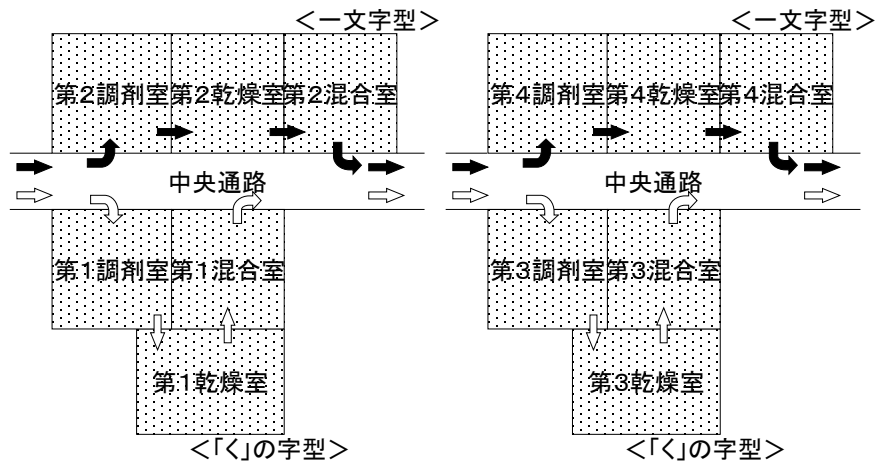 <一文字型>
第2調剤室 第2乾燥室 第2混合室
中央通路
第1調剤室 第1混合室
第1乾燥室
<「く」の字型>
<一文字型>
第4調剤室 第4乾燥室 第4混合室
中央通路
第3調剤室 第3混合室
第3乾燥室
<「く」の字型>